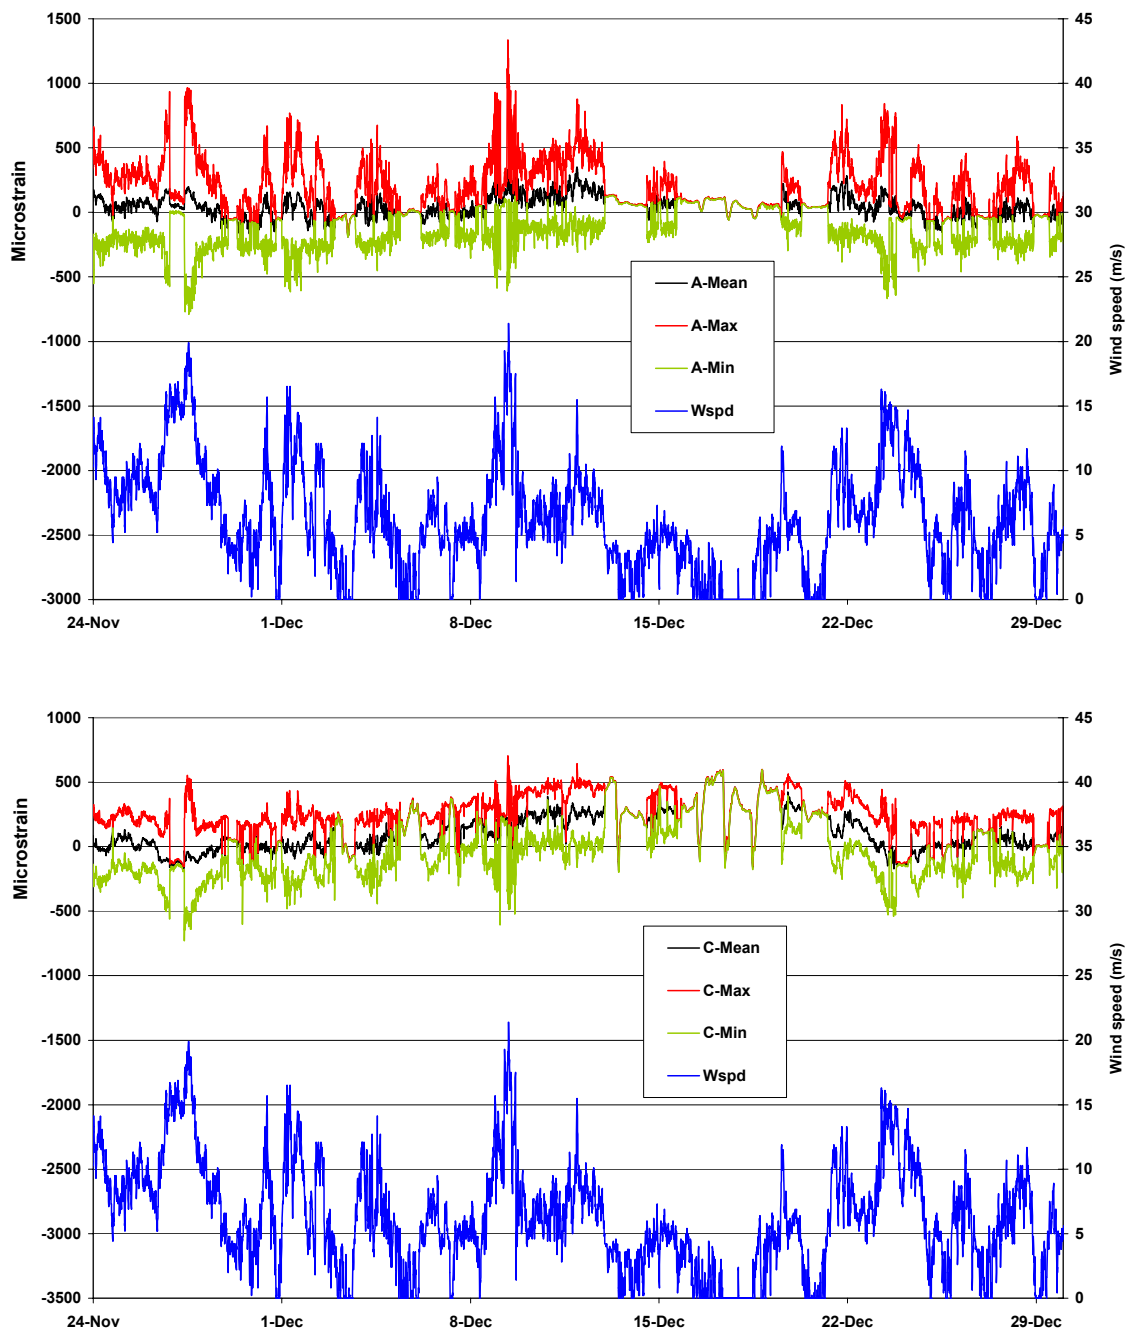 1500
1000
500
0
-500
-1000
-1500
-2000
-2500
-3000
Microstrain
45
40
35
30
25
20
15
10
5
0
Wind speed (m/s)
A-Mean
A-Max
A-Min
Wspd
24-Nov 1-Dec 8-Dec 15-Dec 22-Dec 29-Dec
1000
500
0
-500
-1000
-1500
-2000
-2500
-3000
-3500
Microstrain
45
40
35
30
25
20
15
10
5
0
Wind speed (m/s)
C-Mean
C-Max
C-Min
Wspd
24-Nov 1-Dec 8-Dec 15-Dec 22-Dec 29-Dec